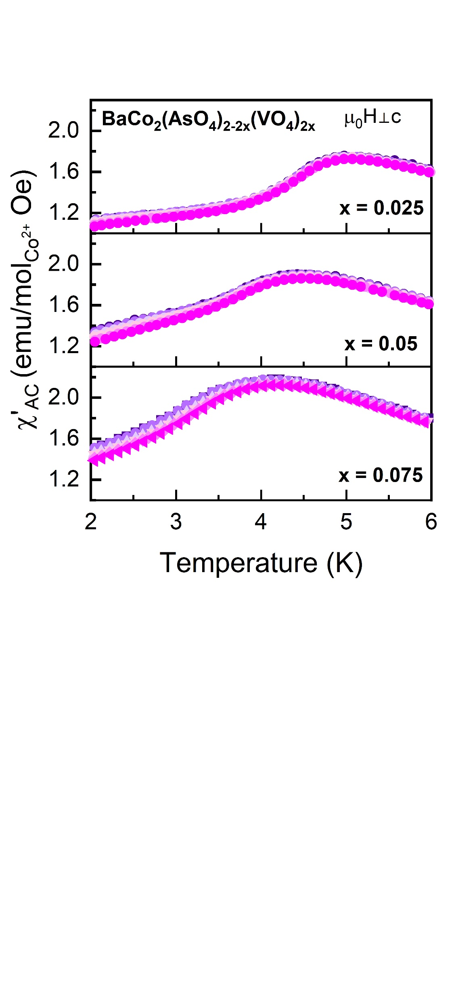 BaCo₂(AsO₄)₂₋₂ₓ(VO₄)₂ₓ μ₀H⊥c
2.0
1.6
1.2
x = 0.025
2.0
1.6
1.2
x = 0.05
2.0
1.6
1.2
x = 0.075
χ'AC (emu/molCo²⁺ Oe)
2 3 4 5 6
Temperature (K)